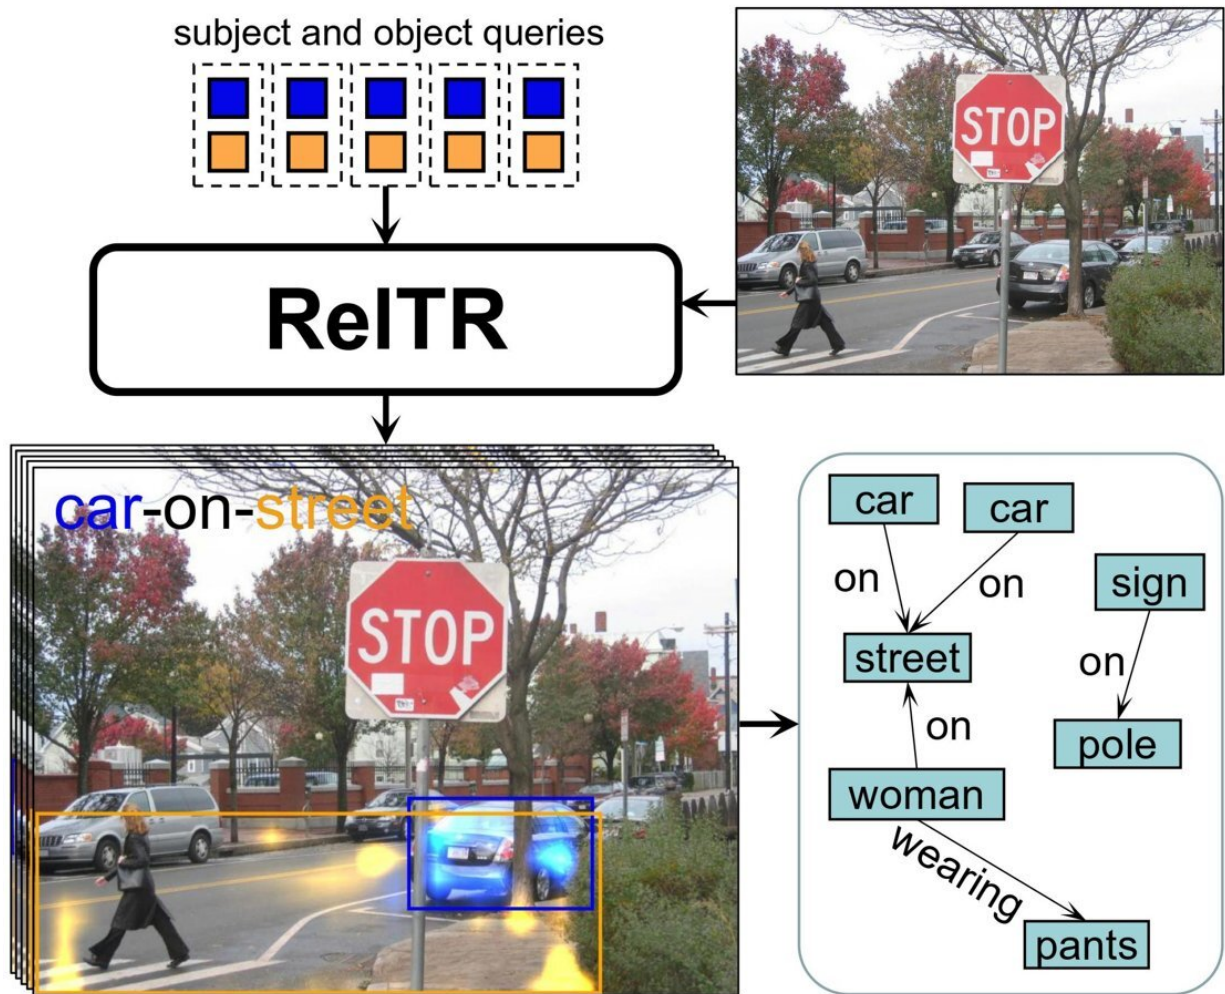 subject and object queries
STOP
RelTR
car-on-street
STOP
car
car
on
on
sign
street
on
on
pole
woman
wearing
pants